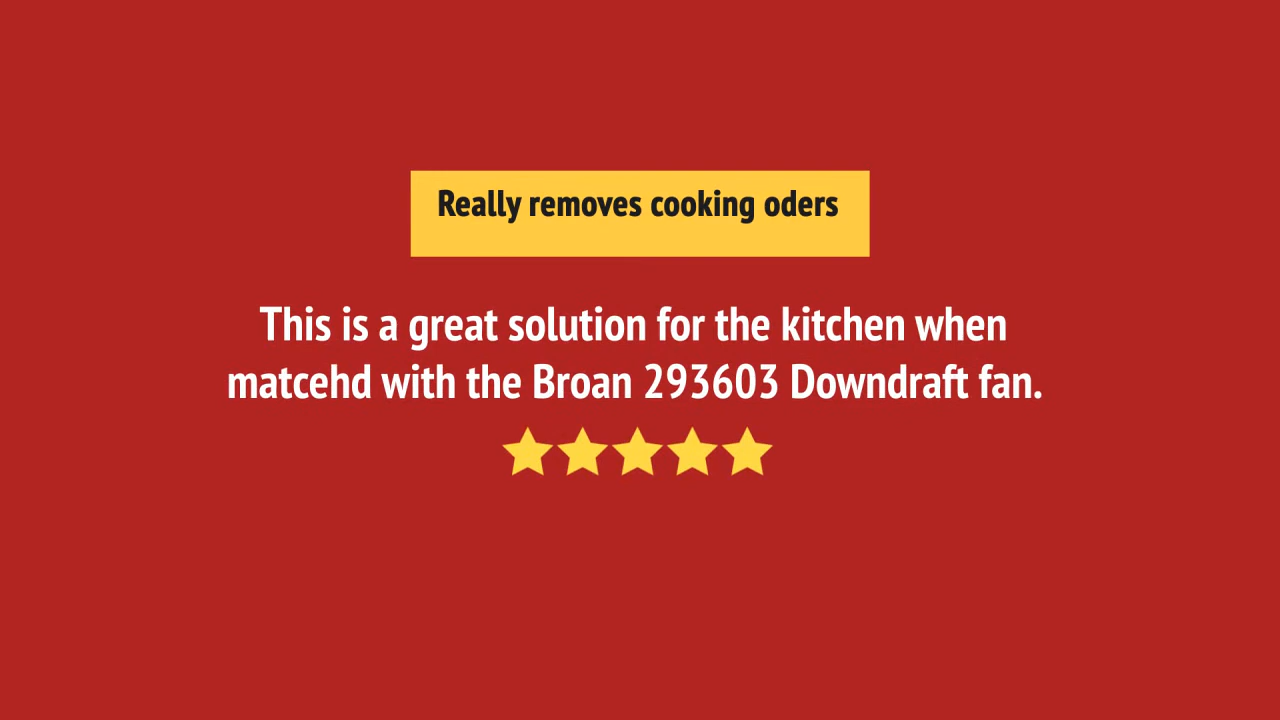 Really removes cooking oders
This is a great solution for the kitchen when
matcehd with the Broan 293603 Downdraft fan.